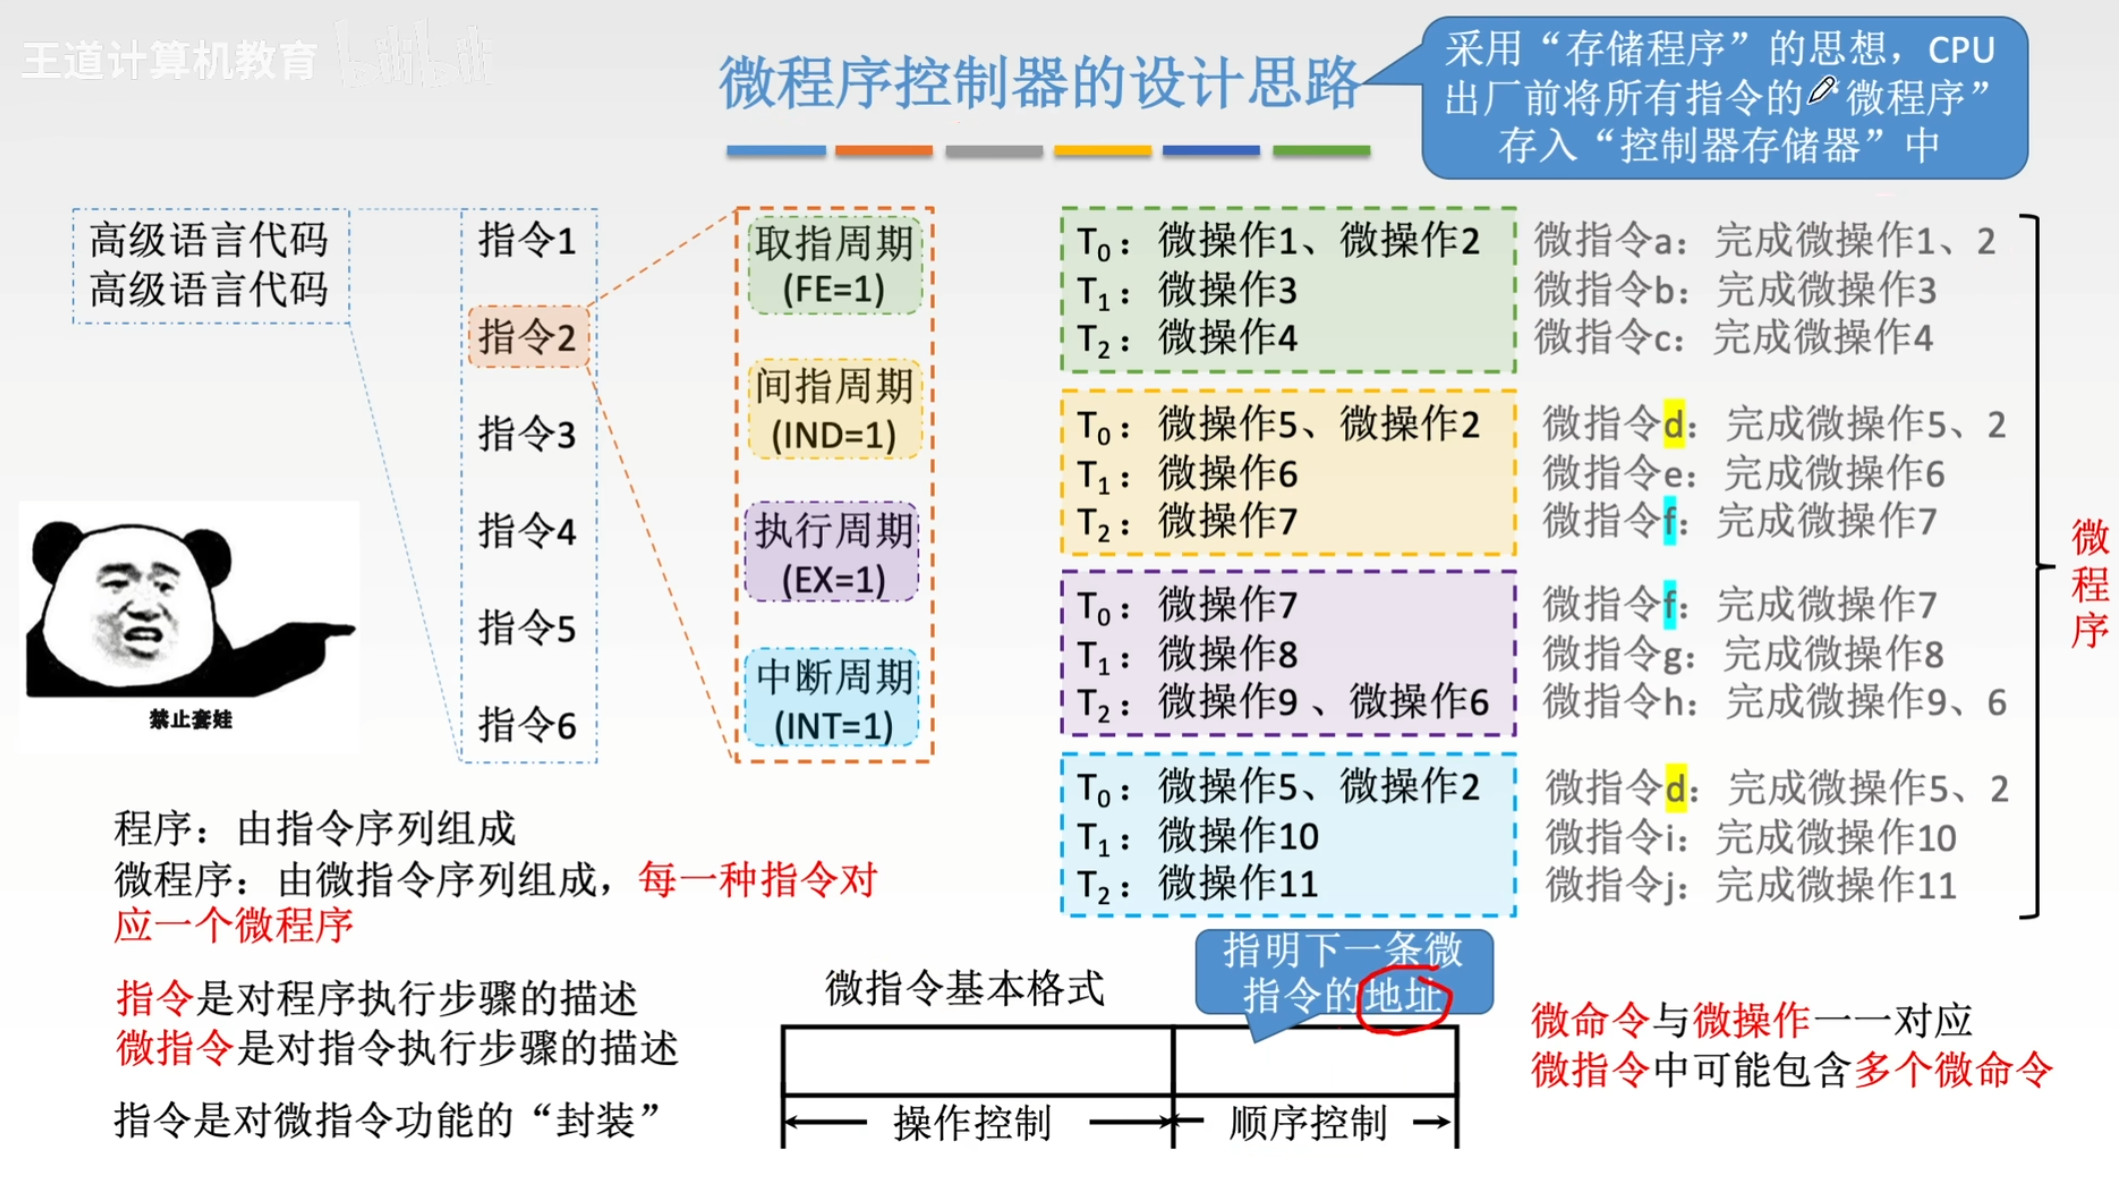 王道计算机教育 bilibili
微程序控制器的设计思路
采用“存储程序”的思想，CPU
出厂前将所有指令的“微程序”
存入“控制器存储器”中
高级语言代码
高级语言代码
指令1
指令2
指令3
指令4
指令5
指令6
取指周期
(FE=1)
间指周期
(IND=1)
执行周期
(EX=1)
中断周期
(INT=1)
T₀：微操作1、微操作2
T₁：微操作3
T₂：微操作4
T₀：微操作5、微操作2
T₁：微操作6
T₂：微操作7
T₀：微操作7
T₁：微操作8
T₂：微操作9 、微操作6
T₀：微操作5、微操作2
T₁：微操作10
T₂：微操作11
微指令a：完成微操作1、2
微指令b：完成微操作3
微指令c：完成微操作4
微指令d：完成微操作5、2
微指令e：完成微操作6
微指令f：完成微操作7
微指令f：完成微操作7
微指令g：完成微操作8
微指令h：完成微操作9、6
微指令d：完成微操作5、2
微指令i：完成微操作10
微指令j：完成微操作11
微
程
序
禁止套娃
程序：由指令序列组成
微程序：由微指令序列组成，每一种指令对
应一个微程序
指令是对程序执行步骤的描述
微指令是对指令执行步骤的描述
指令是对微指令功能的“封装”
微指令基本格式
指明下一条微
指令的地址
操作控制
顺序控制
微命令与微操作一一对应
微指令中可能包含多个微命令